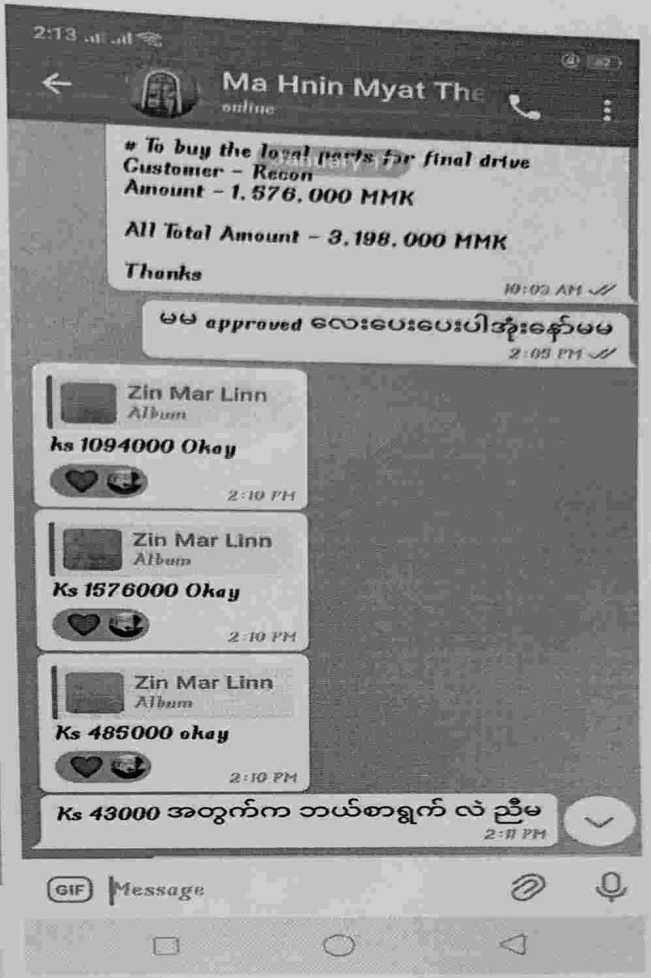 2:13
62
Ma Hnin Myat The
online
# To buy the local parts for final drive
January 17
Customer - Recon
Amount - 1,576,000 MMK
All Total Amount - 3,198,000 MMK
Thanks
10:03 AM
မမ approved လေးပေးပေးပါအုံးနော်မမ
2:09 PM
Zin Mar Linn
Album
ks 1094000 Okay
2:10 PM
Zin Mar Linn
Album
Ks 1576000 Okay
2:10 PM
Zin Mar Linn
Album
Ks 485000 okay
2:10 PM
Ks 43000 အတွက်က ဘယ်စာရွက် လဲ ညီမ
2:11 PM
GIF Message